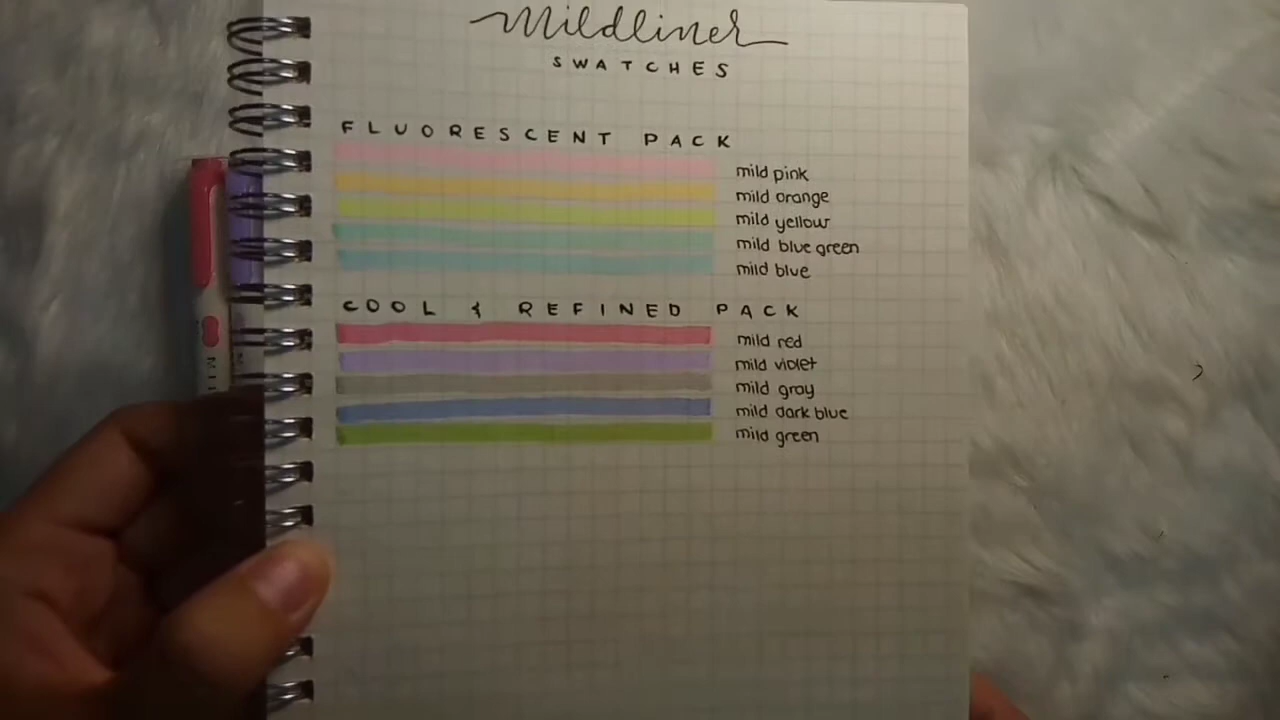 Mildliner
SWATCHES
FLUORESCENT PACK
mild pink
mild orange
mild yellow
mild blue green
mild blue
COOL & REFINED PACK
mild red
mild violet
mild gray
mild dark blue
mild green